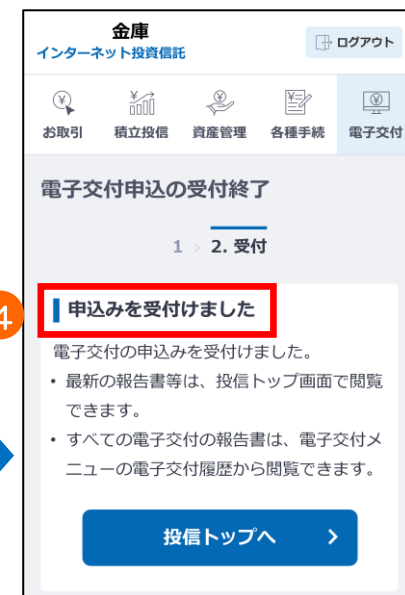 金庫
インターネット投資信託
ログアウト
お取引 積立投信 資産管理 各種手続 電子交付
電子交付申込の受付終了
1 > 2. 受付
4
申込みを受付けました
電子交付の申込みを受付けました。
• 最新の報告書等は、投信トップ画面で閲覧
できます。
• すべての電子交付の報告書は、電子交付メ
ニューの電子交付履歴から閲覧できます。
投信トップへ >